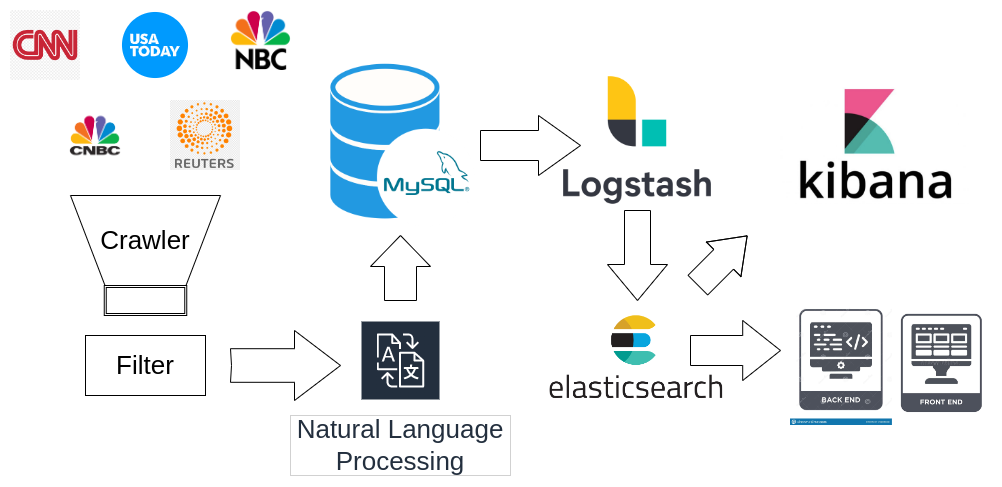 CNN
USA
TODAY
NBC
CNBC
REUTERS
Crawler
Filter
A
文
Natural Language
Processing
MySQL®
Logstash
elasticsearch
kibana
</>
BACK END
FRONT END